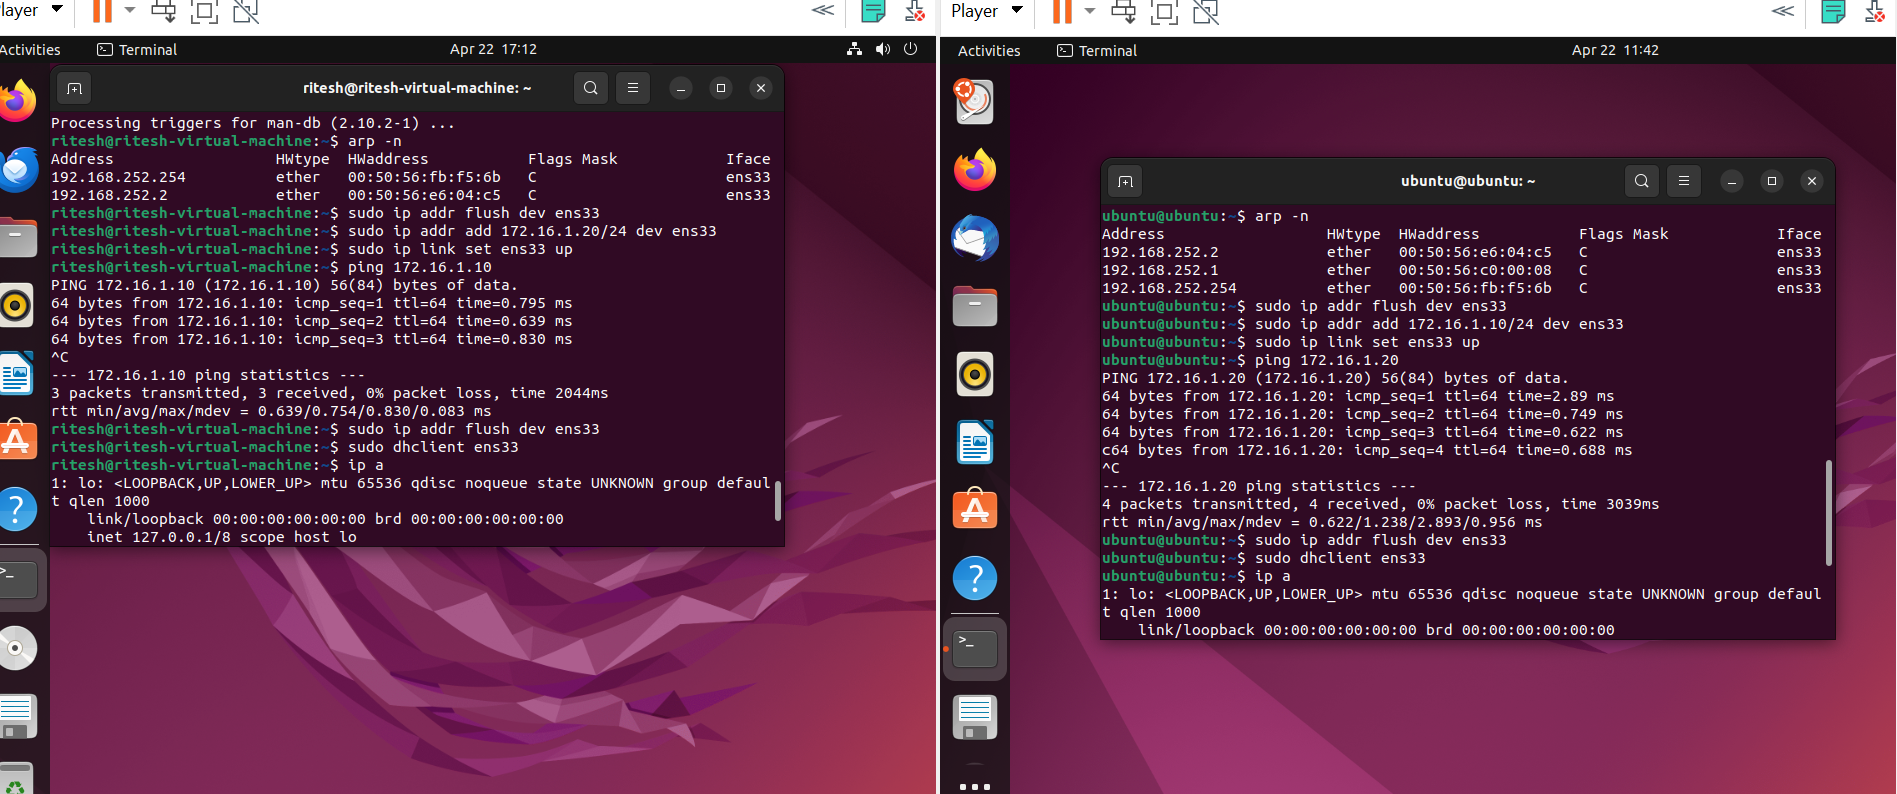 Player
Activities
Terminal
Apr 22 17:12
ritesh@ritesh-virtual-machine: ~
Processing triggers for man-db (2.10.2-1) ...
ritesh@ritesh-virtual-machine:~$ arp -n
Address HWtype HWaddress Flags Mask Iface
192.168.252.254 ether 00:50:56:fb:f5:6b C ens33
192.168.252.2 ether 00:50:56:e6:04:c5 C ens33
ritesh@ritesh-virtual-machine:~$ sudo ip addr flush dev ens33
ritesh@ritesh-virtual-machine:~$ sudo ip addr add 172.16.1.20/24 dev ens33
ritesh@ritesh-virtual-machine:~$ sudo ip link set ens33 up
ritesh@ritesh-virtual-machine:~$ ping 172.16.1.10
PING 172.16.1.10 (172.16.1.10) 56(84) bytes of data.
64 bytes from 172.16.1.10: icmp_seq=1 ttl=64 time=0.795 ms
64 bytes from 172.16.1.10: icmp_seq=2 ttl=64 time=0.639 ms
64 bytes from 172.16.1.10: icmp_seq=3 ttl=64 time=0.830 ms
^C
--- 172.16.1.10 ping statistics ---
3 packets transmitted, 3 received, 0% packet loss, time 2044ms
rtt min/avg/max/mdev = 0.639/0.754/0.830/0.083 ms
ritesh@ritesh-virtual-machine:~$ sudo ip addr flush dev ens33
ritesh@ritesh-virtual-machine:~$ sudo dhclient ens33
ritesh@ritesh-virtual-machine:~$ ip a
1: lo: <LOOPBACK,UP,LOWER_UP> mtu 65536 qdisc noqueue state UNKNOWN group defaul
t qlen 1000
link/loopback 00:00:00:00:00:00 brd 00:00:00:00:00:00
inet 127.0.0.1/8 scope host lo
Player
Activities
Terminal
Apr 22 11:42
ubuntu@ubuntu: ~
ubuntu@ubuntu:~$ arp -n
Address HWtype HWaddress Flags Mask Iface
192.168.252.2 ether 00:50:56:e6:04:c5 C ens33
192.168.252.1 ether 00:50:56:c0:00:08 C ens33
192.168.252.254 ether 00:50:56:fb:f5:6b C ens33
ubuntu@ubuntu:~$ sudo ip addr flush dev ens33
ubuntu@ubuntu:~$ sudo ip addr add 172.16.1.10/24 dev ens33
ubuntu@ubuntu:~$ sudo ip link set ens33 up
ubuntu@ubuntu:~$ ping 172.16.1.20
PING 172.16.1.20 (172.16.1.20) 56(84) bytes of data.
64 bytes from 172.16.1.20: icmp_seq=1 ttl=64 time=2.89 ms
64 bytes from 172.16.1.20: icmp_seq=2 ttl=64 time=0.749 ms
64 bytes from 172.16.1.20: icmp_seq=3 ttl=64 time=0.622 ms
c64 bytes from 172.16.1.20: icmp_seq=4 ttl=64 time=0.688 ms
^C
--- 172.16.1.20 ping statistics ---
4 packets transmitted, 4 received, 0% packet loss, time 3039ms
rtt min/avg/max/mdev = 0.622/1.238/2.893/0.956 ms
ubuntu@ubuntu:~$ sudo ip addr flush dev ens33
ubuntu@ubuntu:~$ sudo dhclient ens33
ubuntu@ubuntu:~$ ip a
1: lo: <LOOPBACK,UP,LOWER_UP> mtu 65536 qdisc noqueue state UNKNOWN group defaul
t qlen 1000
link/loopback 00:00:00:00:00:00 brd 00:00:00:00:00:00